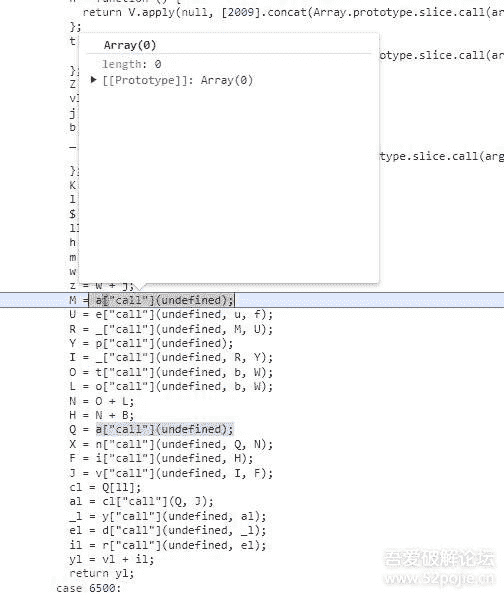 return V.apply(null, [2009].concat(Array.prototype.slice.call(ar
};
t
otype.slice.call(ar
};
Z
vl
j
b
_
otype.slice.call(arg
};
K
l
$
ll
h
m
w
Array(0)
length: 0
▶ [[Prototype]]: Array(0)
z = W + j;
M = a["call"](undefined);
U = e["call"](undefined, u, f);
R = _["call"](undefined, M, U);
Y = p["call"](undefined);
I = _["call"](undefined, R, Y);
O = t["call"](undefined, b, W);
L = o["call"](undefined, b, W);
N = O + L;
H = N + B;
Q = a["call"](undefined);
X = n["call"](undefined, Q, N);
F = i["call"](undefined, H);
J = v["call"](undefined, I, F);
cl = Q[ll];
al = cl["call"](Q, J);
_l = y["call"](undefined, al);
el = d["call"](undefined, _l);
il = r["call"](undefined, el);
yl = vl + il;
return yl;
case 6500:
吾爱破解论坛
www.52pojie.cn